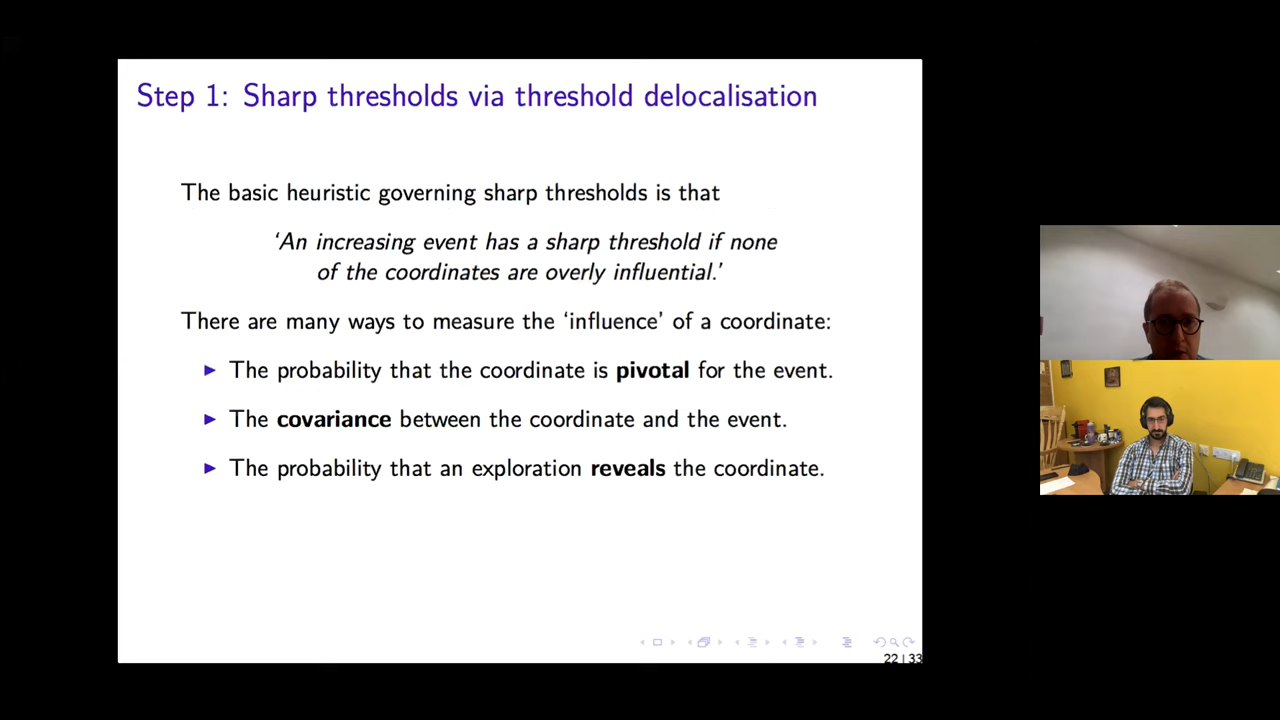 Step 1: Sharp thresholds via threshold delocalisation
The basic heuristic governing sharp thresholds is that
‘An increasing event has a sharp threshold if none
of the coordinates are overly influential.’
There are many ways to measure the ‘influence’ of a coordinate:
The probability that the coordinate is pivotal for the event.
The covariance between the coordinate and the event.
The probability that an exploration reveals the coordinate.
22 | 33